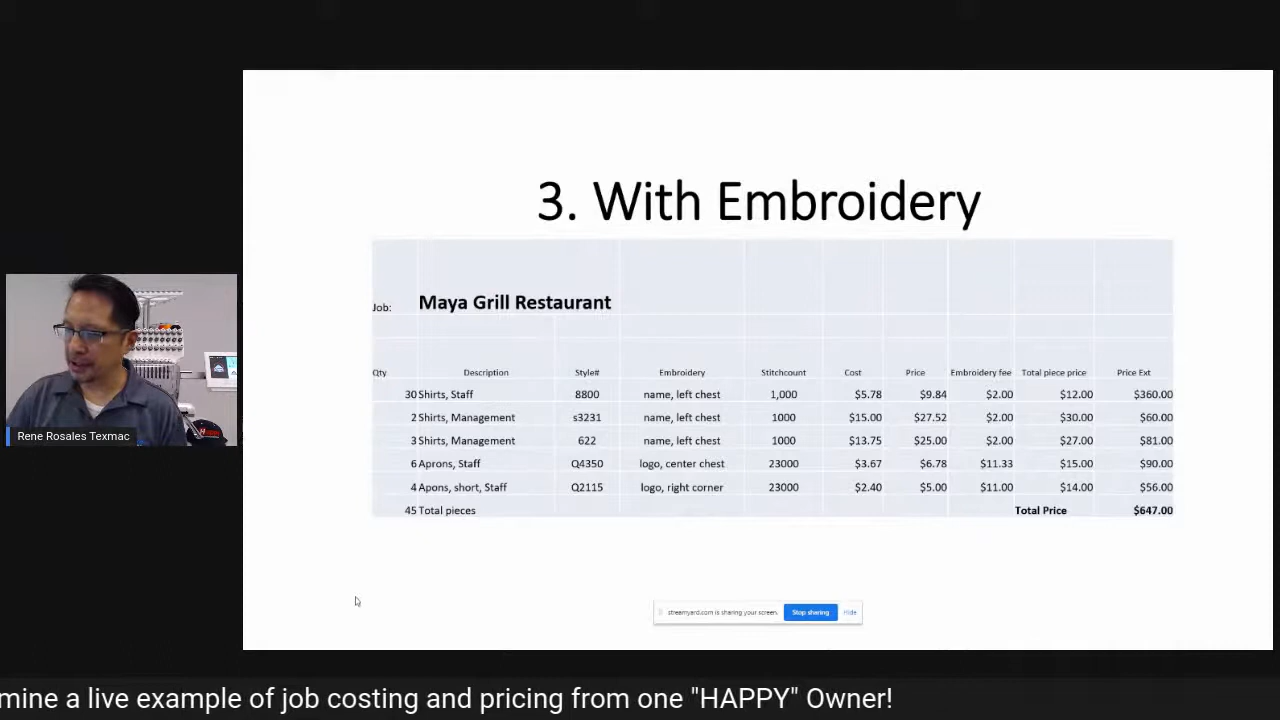 3. With Embroidery
Job: Maya Grill Restaurant
Qty Description Style# Embroidery Stitchcount Cost Price Embroidery fee Total piece price Price Ext
30 Shirts, Staff 8800 name, left chest 1,000 $5.78 $9.84 $2.00 $12.00 $360.00
2 Shirts, Management s3231 name, left chest 1000 $15.00 $27.52 $2.00 $30.00 $60.00
3 Shirts, Management 622 name, left chest 1000 $13.75 $25.00 $2.00 $27.00 $81.00
6 Aprons, Staff Q4350 logo, center chest 23000 $3.67 $6.78 $11.33 $15.00 $90.00
4 Apons, short, Staff Q2115 logo, right corner 23000 $2.40 $5.00 $11.00 $14.00 $56.00
45 Total pieces Total Price $647.00
Rene Rosales Texmac
streamyard.com is sharing your screen. Stop sharing Hide
mine a live example of job costing and pricing from one "HAPPY" Owner!